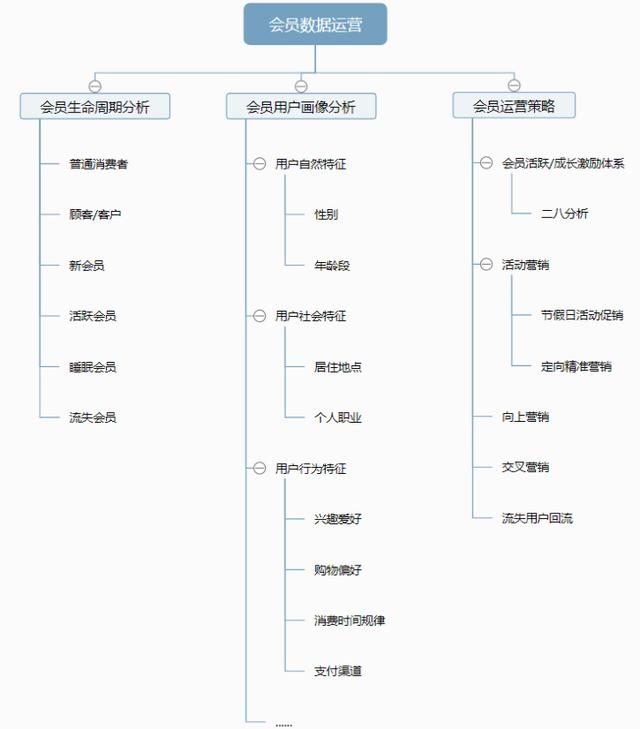 会员数据运营
会员生命周期分析
普通消费者
顾客/客户
新会员
活跃会员
睡眠会员
流失会员
会员用户画像分析
用户自然特征
性别
年龄段
用户社会特征
居住地点
个人职业
用户行为特征
兴趣爱好
购物偏好
消费时间规律
支付渠道
......
会员运营策略
会员活跃/成长激励体系
二八分析
活动营销
节假日活动促销
定向精准营销
向上营销
交叉营销
流失用户回流